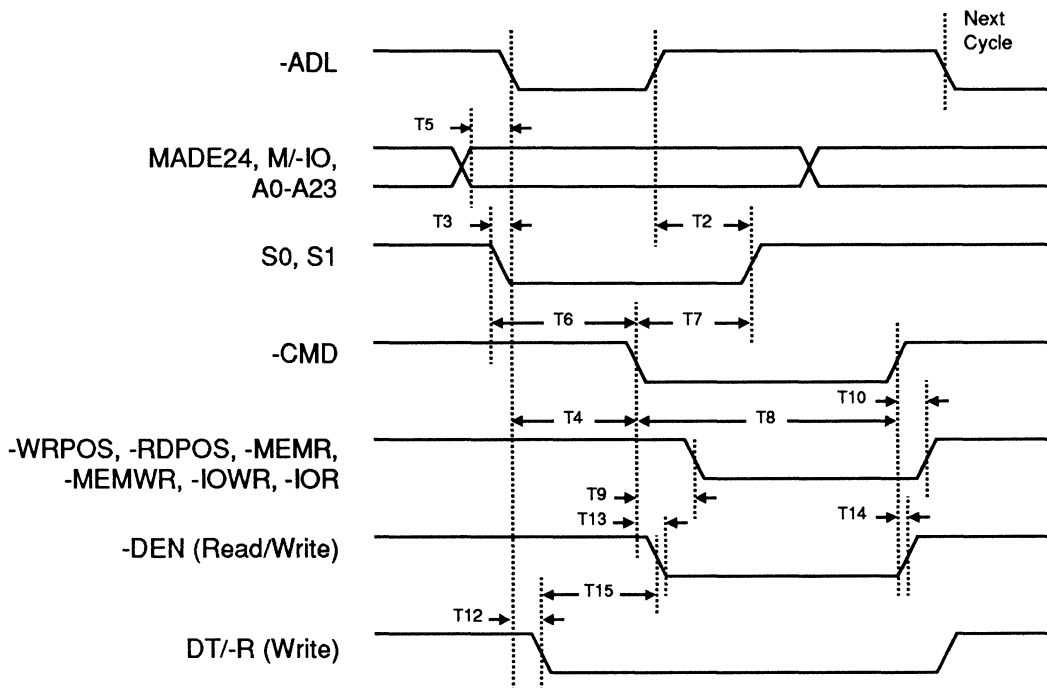 Next
Cycle
-ADL
T5
MADE24, M/-IO,
A0-A23
T3
T2
S0, S1
T6
T7
-CMD
T10
T4
T8
-WRPOS, -RDPOS, -MEMR,
-MEMWR, -IOWR, -IOR
T9
T13
T14
-DEN (Read/Write)
T15
T12
DT/-R (Write)